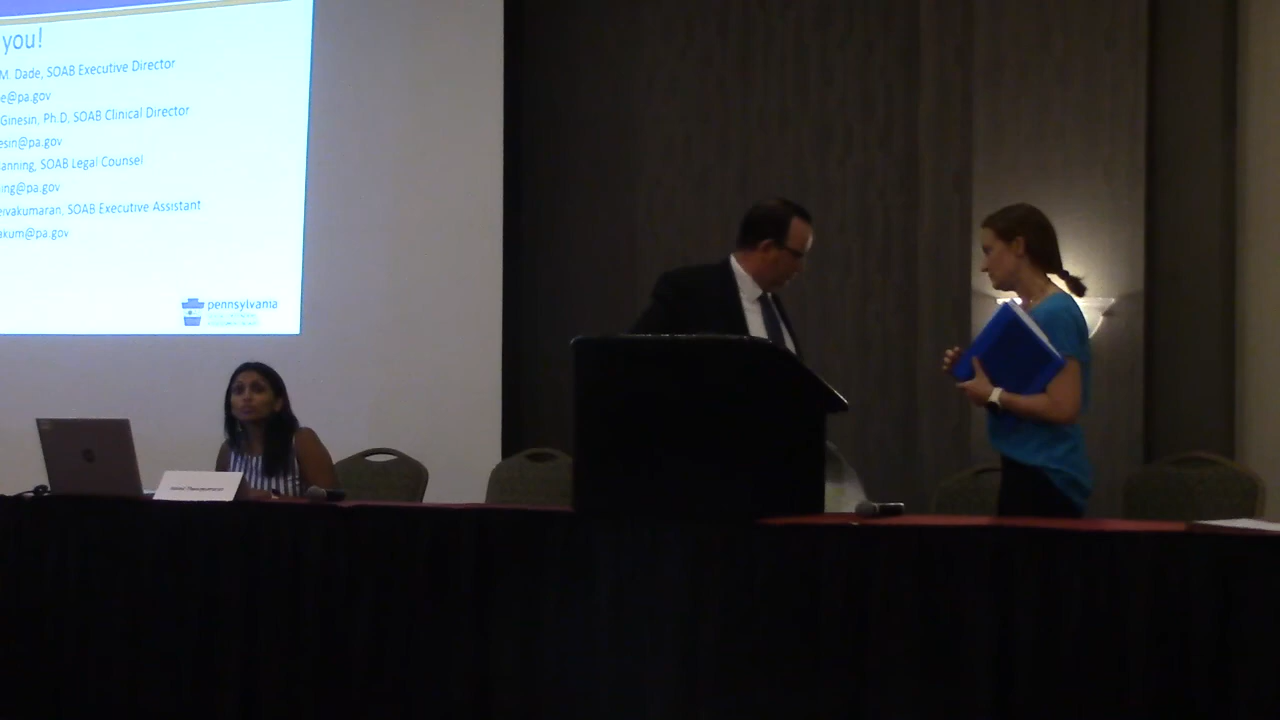 you!
M. Dade, SOAB Executive Director
e@pa.gov
Ginesin, Ph.D, SOAB Clinical Director
esin@pa.gov
anning, SOAB Legal Counsel
ing@pa.gov
eivakumaran, SOAB Executive Assistant
akum@pa.gov
pennsylvania